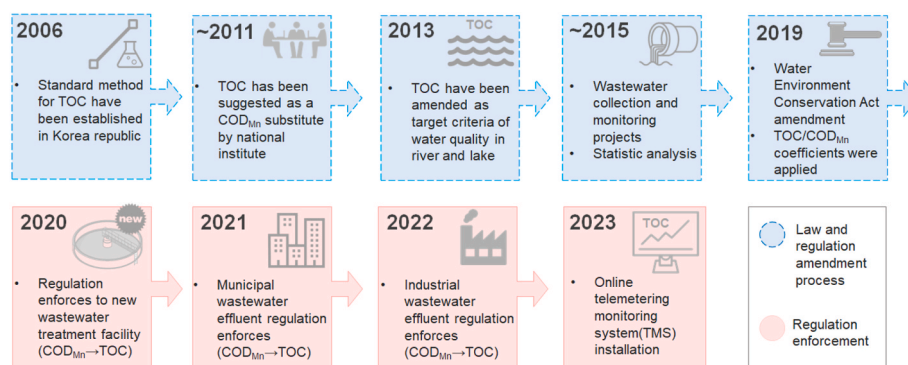 2006
• Standard method
for TOC have
been established
in Korea republic
~2011
• TOC has been
suggested as a
COD_Mn substitute
by national
institute
2013
TOC
• TOC have been
amended as
target criteria of
water quality in
river and lake
~2015
• Wastewater
collection and
monitoring
projects
• Statistic analysis
2019
• Water
Environment
Conservation Act
amendment
• TOC/COD_Mn
coefficients were
applied
2020
new
• Regulation
enforces to new
wastewater
treatment facility
(COD_Mn→TOC)
2021
• Municipal
wastewater
effluent regulation
enforces
(COD_Mn→TOC)
2022
• Industrial
wastewater
effluent regulation
enforces
(COD_Mn→TOC)
2023
TOC
• Online
telemetering
monitoring
system(TMS)
installation
Law and
regulation
amendment
process
Regulation
enforcement